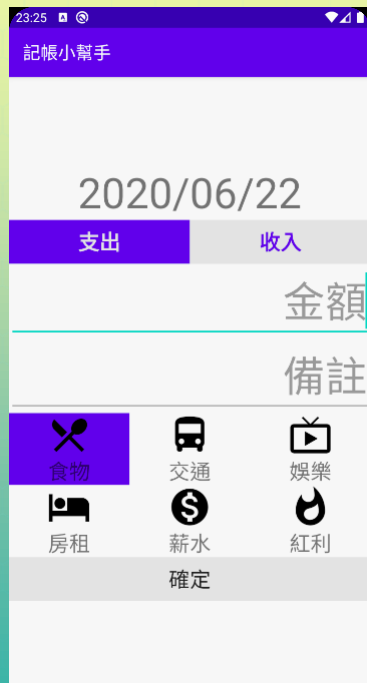 23:25
記帳小幫手
2020/06/22
支出 收入
金額
備註
食物 交通 娛樂
房租 薪水 紅利
確定